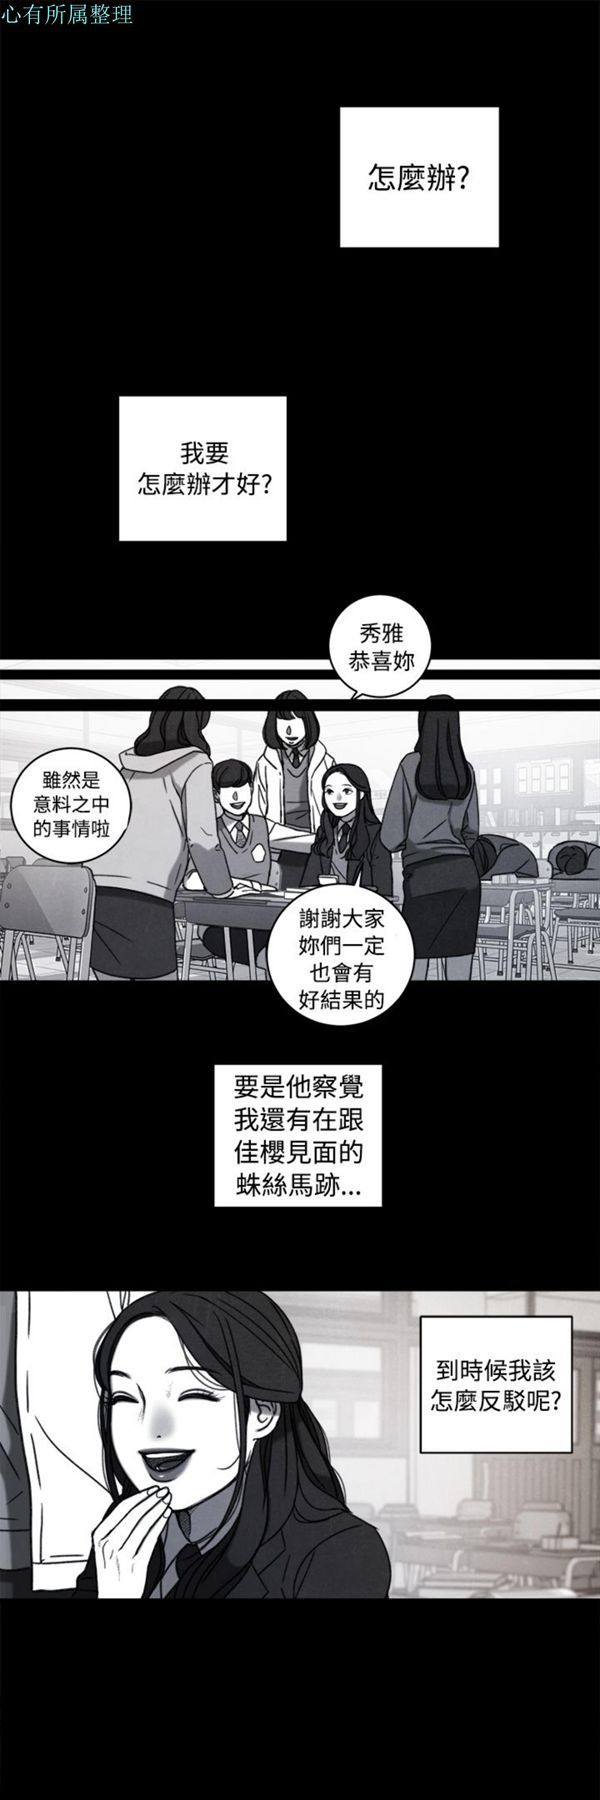 心有所属整理
怎麼辦?
我要
怎麼辦才好?
秀雅
恭喜妳
雖然是
意料之中
的事情啦
謝謝大家
妳們一定
也會有
好結果的
要是他察覺
我還有在跟
佳櫻見面的
蛛絲馬跡...
到時候我該
怎麼反駁呢?